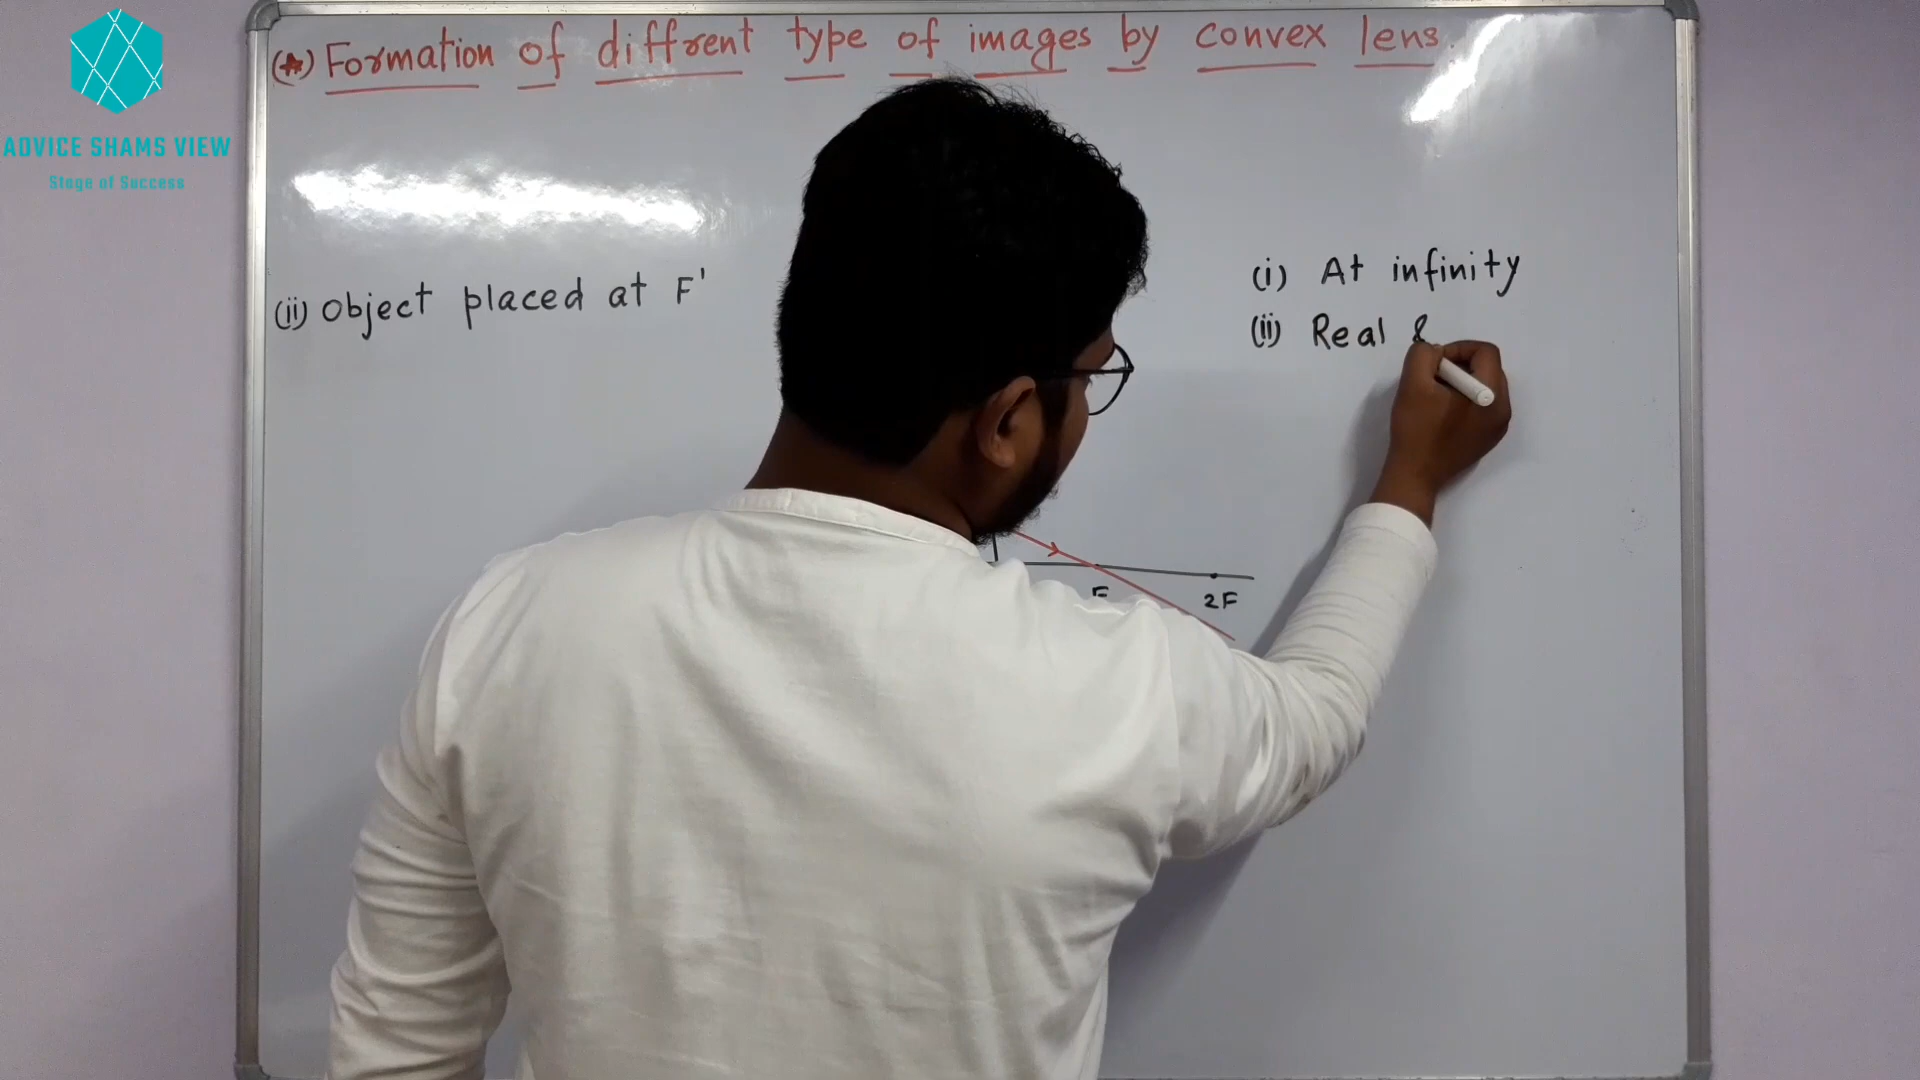 (*) Formation of diffrent type of images by convex lens.
ADVICE SHAMS VIEW
Stage of Success
(ii) Object placed at F'
(i) At infinity
(ii) Real &
F
2F